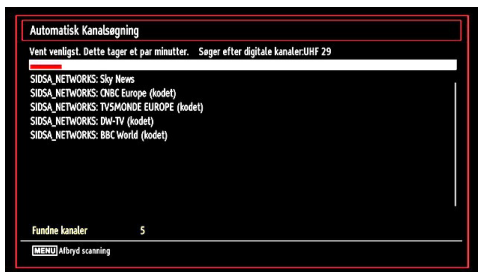 Automatisk Kanalsøgning
Vent venligst. Dette tager et par minutter. Søger efter digitale kanaler:UHF 29
SIDSA_NETWORKS: Sky News
SIDSA_NETWORKS: CNBC Europe (kodet)
SIDSA_NETWORKS: TV5MONDE EUROPE (kodet)
SIDSA_NETWORKS: DW-TV (kodet)
SIDSA_NETWORKS: BBC World (kodet)
Fundne kanaler 5
MENU Afbryd scanning